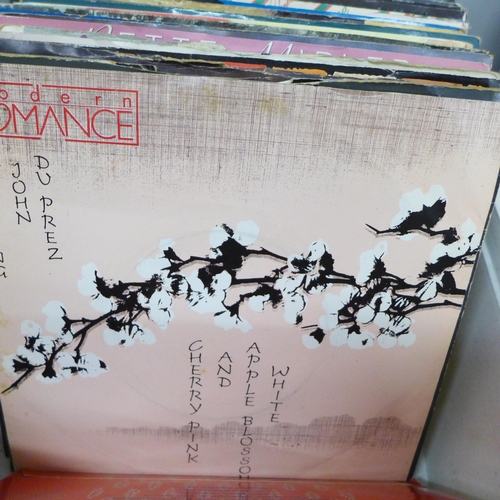 odern
OMANCE
JOHN
DU PREZ
CHERRY PINK
AND
APPLE BLOSSOM
WHITE